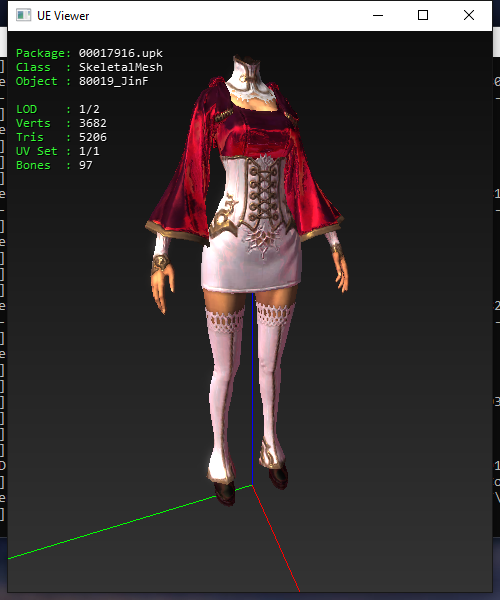 UE Viewer
Package: 00017916.upk
Class : SkeletalMesh
Object : 80019_JinF
LOD : 1/2
Verts : 3682
Tris : 5206
UV Set : 1/1
Bones : 97